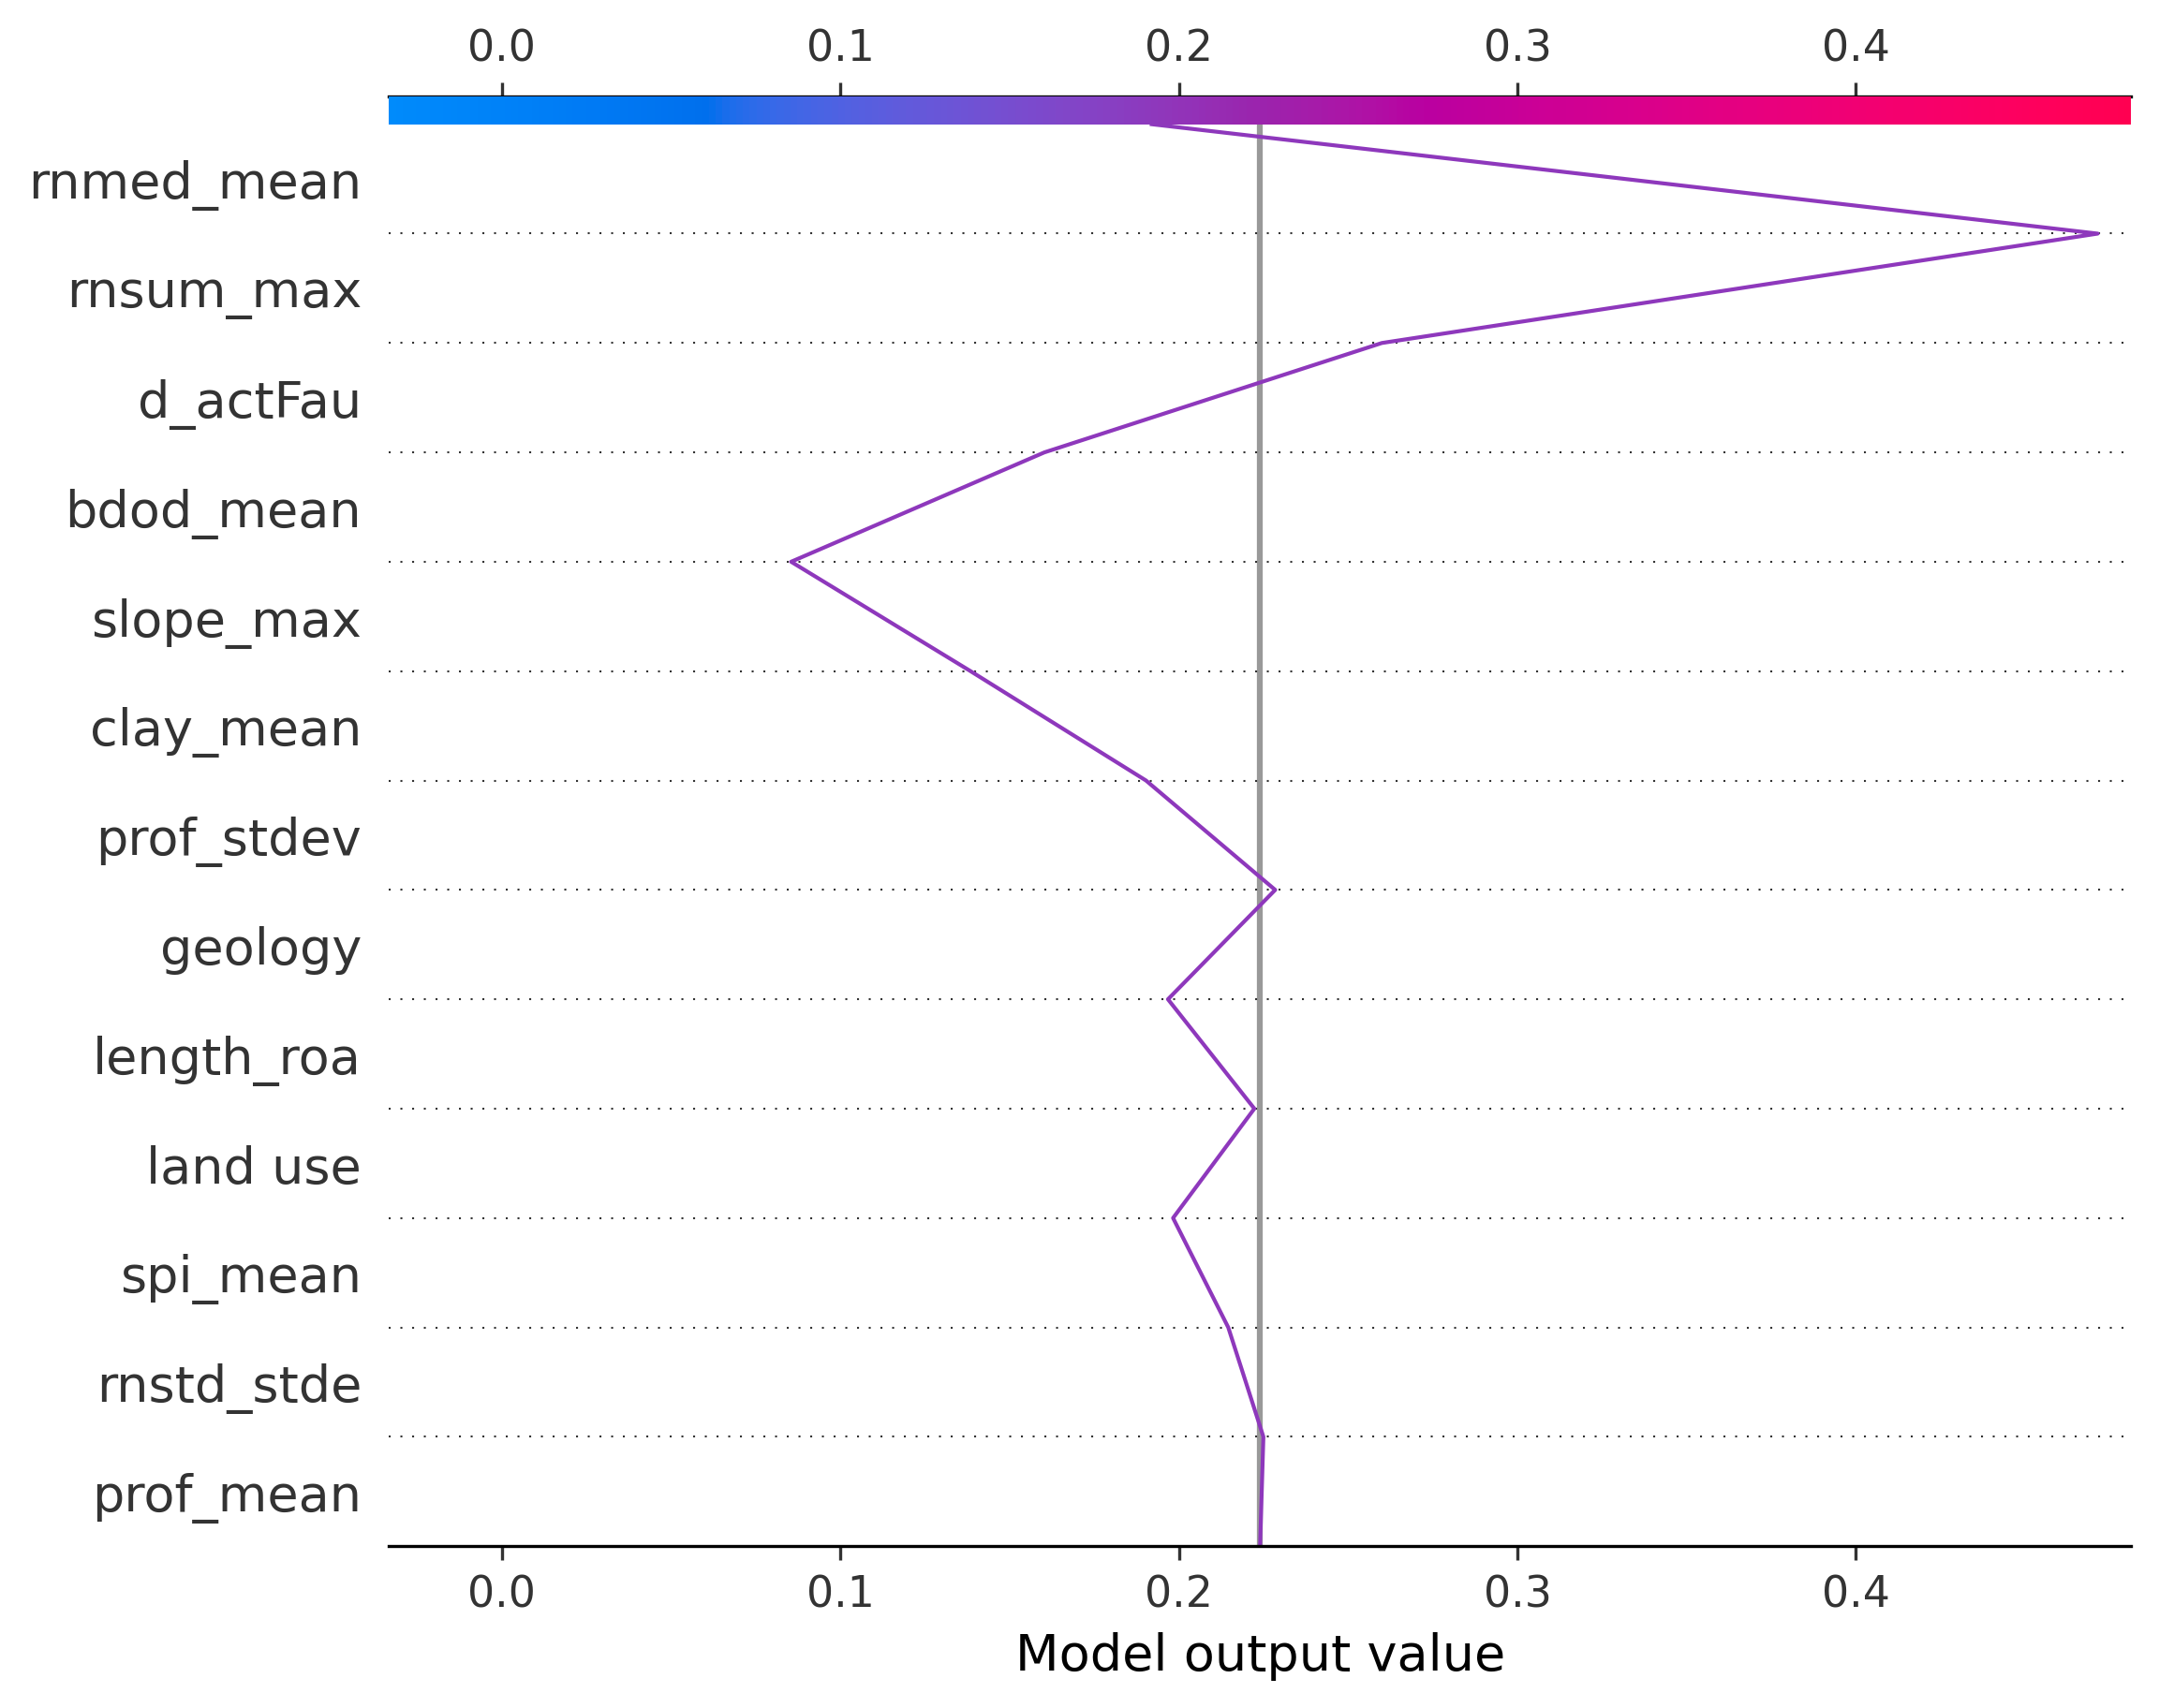 0.0 0.1 0.2 0.3 0.4
rnmed_mean
rnsum_max
d_actFau
bdod_mean
slope_max
clay_mean
prof_stdev
geology
length_roa
land use
spi_mean
rnstd_stde
prof_mean
0.0 0.1 0.2 0.3 0.4
Model output value